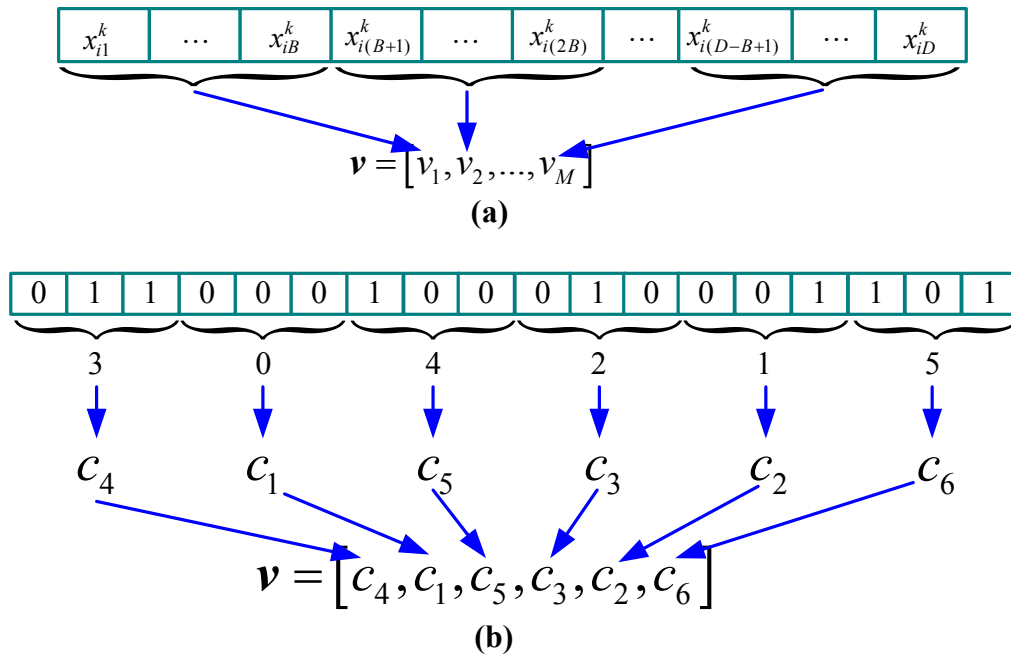 x_{i1}^k ... x_{iB}^k x_{i(B+1)}^k ... x_{i(2B)}^k ... x_{i(D-B+1)}^k ... x_{iD}^k
v = [v_1, v_2, ..., v_M]
(a)
0 1 1 0 0 0 1 0 0 0 1 0 0 0 1 1 0 1
3 0 4 2 1 5
c_4 c_1 c_5 c_3 c_2 c_6
v = [c_4, c_1, c_5, c_3, c_2, c_6]
(b)